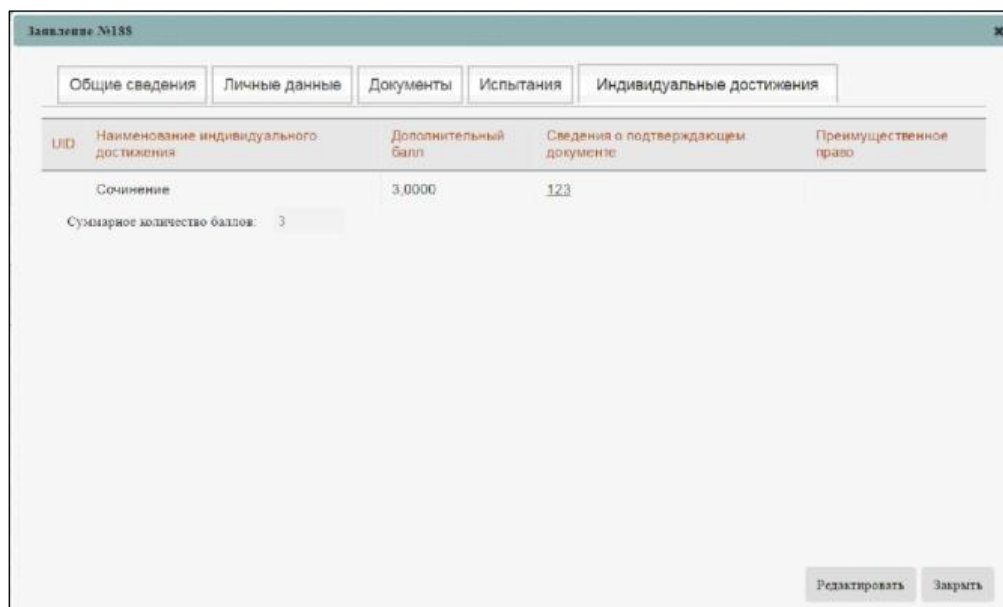 Заявление №188
Общие сведения Личные данные Документы Испытания Индивидуальные достижения
UID Наименование индивидуального достижения Дополнительный балл Сведения о подтверждающем документе Преимущественное право
Сочинение 3,0000 123
Суммарное количество баллов: 3
Редактировать Закрыть